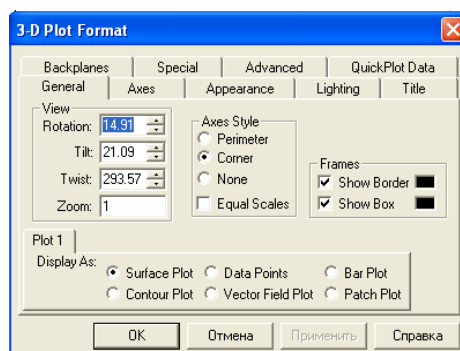 3-D Plot Format
Backplanes Special Advanced QuickPlot Data
General Axes Appearance Lighting Title
View
Rotation: 14.91
Tilt: 21.09
Twist: 293.57
Zoom: 1
Axes Style
Perimeter
Corner
None
Equal Scales
Frames
Show Border
Show Box
Plot 1
Display As:
Surface Plot Data Points Bar Plot
Contour Plot Vector Field Plot Patch Plot
OK Отмена Применить Справка